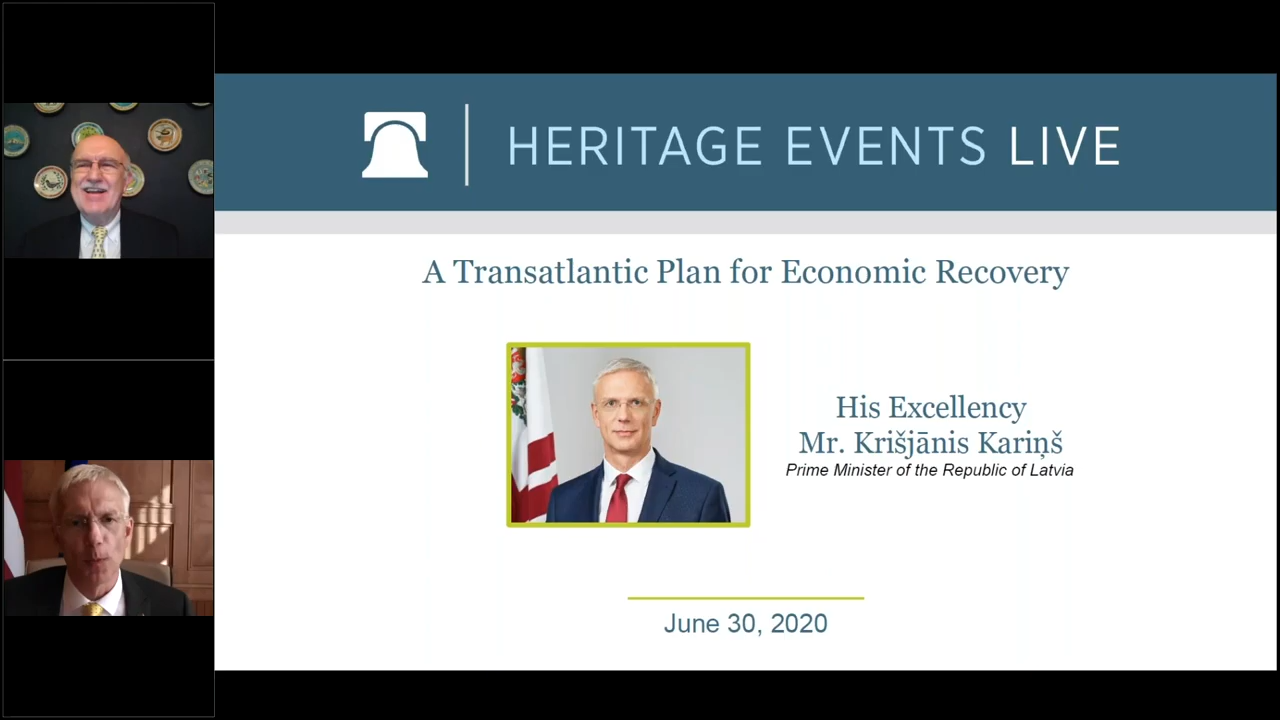 HERITAGE EVENTS LIVE
A Transatlantic Plan for Economic Recovery
His Excellency
Mr. Krišjānis Kariņš
Prime Minister of the Republic of Latvia
June 30, 2020